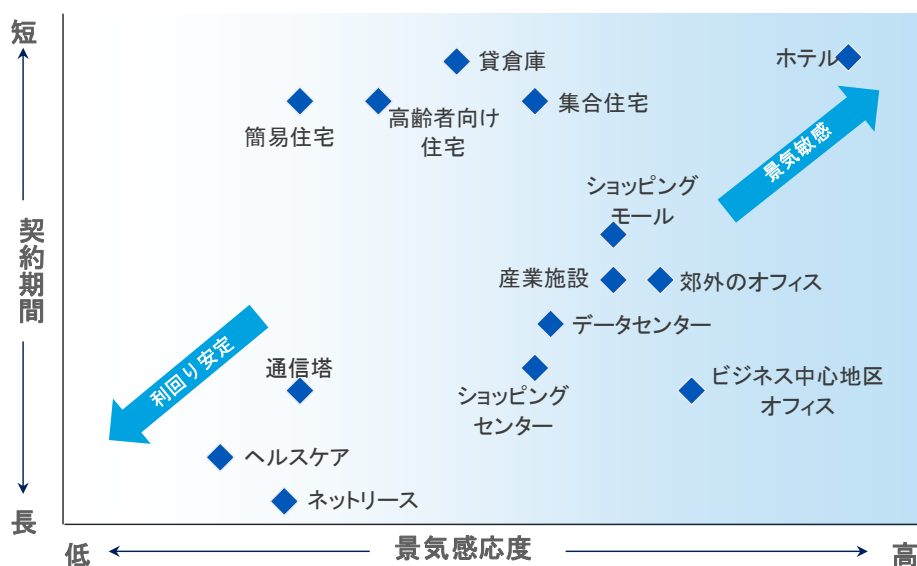 短
貸倉庫
ホテル
簡易住宅
高齢者向け
住宅
集合住宅
景気敏感
ショッピング
モール
契約期間
産業施設
郊外のオフィス
データセンター
利回り安定
通信塔
ショッピング
センター
ビジネス中心地区
オフィス
ヘルスケア
ネットリース
長
低
景気感応度
高